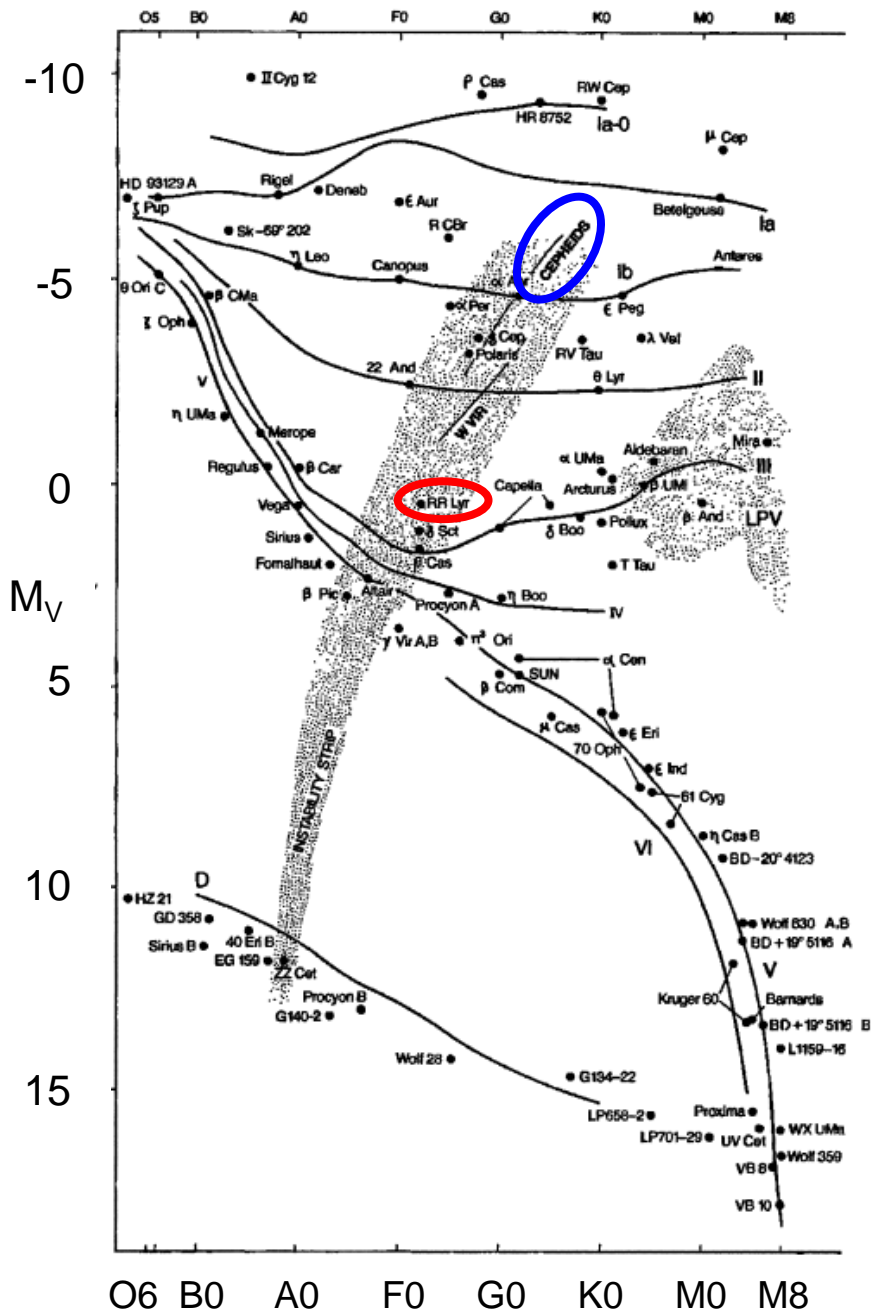 O5 B0 A0 F0 G0 K0 M0 M8
-10
II Cyg 12
ρ Cas
RW Cep
HR 8752
Ia-0
μ Cep
HD 93129 A
Rigel
Deneb
ζ Pup
ε Aur
Betelgeuse
Ia
Sk-69° 202
R CBr
CEPHEIDS
η Leo
Canopus
Ib
Antares
-5
θ Ori C
β CMa
α Per
ε Peg
ζ Oph
δ Cep
Polaris
RV Tau
λ Vel
22 And
θ Lyr
II
V
W VIR
η UMa
Merope
Mira
α UMa
Aldebaran
III
Regulus
β Car
Capella
Arcturus
β UMi
0
Vega
RR Lyr
δ Boo
Pollux
β And
LPV
Sirius
δ Sct
Fomalhaut
β Cas
T Tau
M_V
β Pic
Altair
Procyon A
η Boo
IV
γ Vir A,B
π³ Ori
α Cen
5
SUN
β Com
μ Cas
ε Eri
70 Oph
INSTABILITY STRIP
ε Ind
61 Cyg
VI
η Cas B
BD-20° 4123
10
D
HZ 21
GD 358
Wolf 630 A,B
40 Eri B
BD+19° 5116 A
Sirius B
EG 159
ZZ Cet
V
Procyon B
Kruger 60
Barnards
G140-2
BD+19° 5116 B
L1159-16
Wolf 28
G134-22
15
LP658-2
Proxima
LP701-29
UV Cet
WX UMa
Wolf 359
VB 8
VB 10
O6 B0 A0 F0 G0 K0 M0 M8